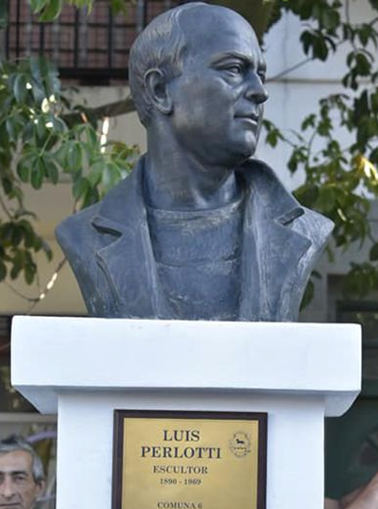 LUIS
PERLOTTI
ESCULTOR
1890 - 1969
COMUNA 6